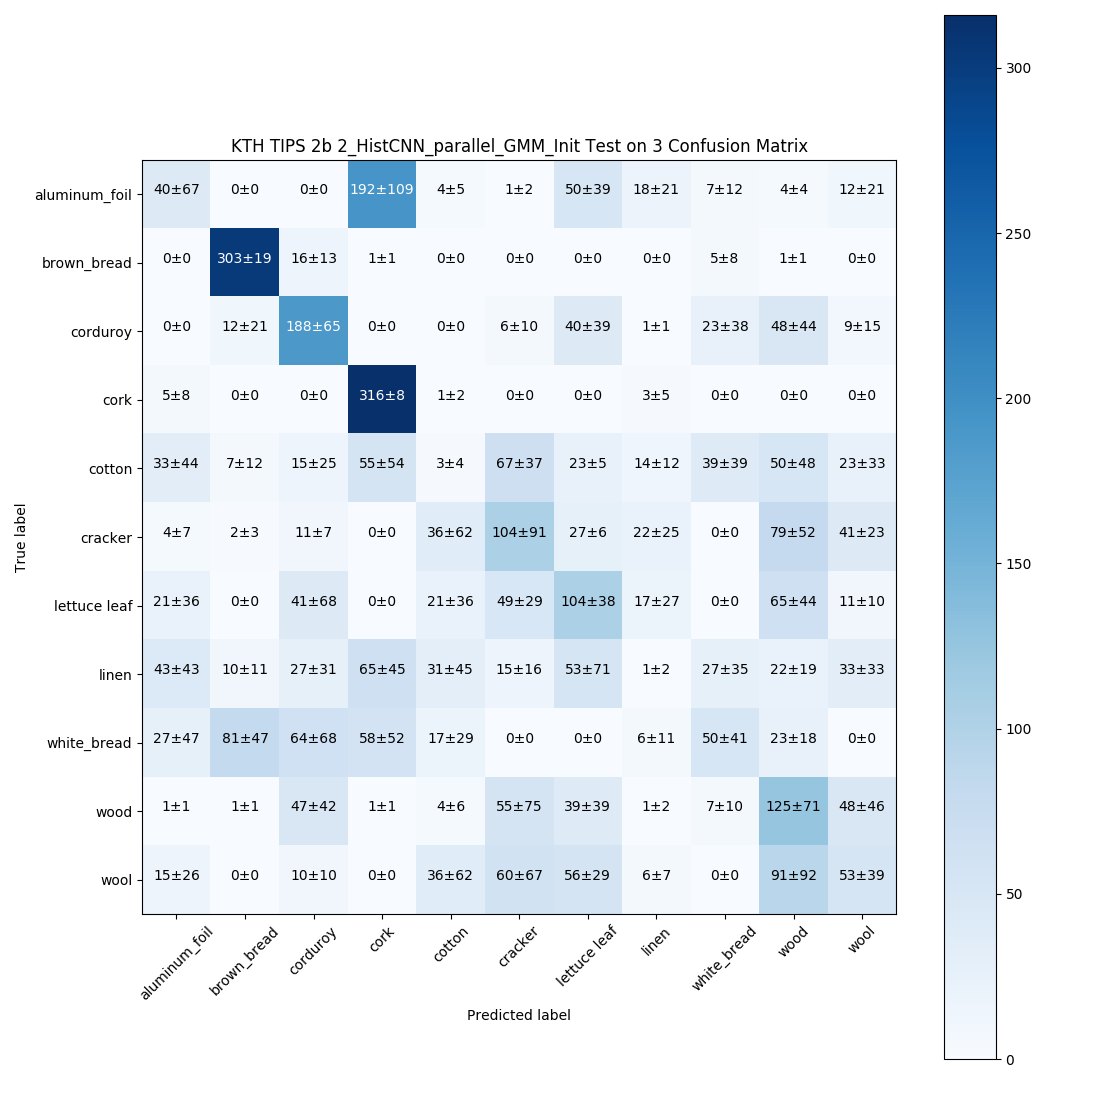 KTH TIPS 2b 2_HistCNN_parallel_GMM_Init Test on 3 Confusion Matrix
aluminum_foil 40±67 0±0 0±0 192±109 4±5 1±2 50±39 18±21 7±12 4±4 12±21
brown_bread 0±0 303±19 16±13 1±1 0±0 0±0 0±0 0±0 5±8 1±1 0±0
corduroy 0±0 12±21 188±65 0±0 0±0 6±10 40±39 1±1 23±38 48±44 9±15
cork 5±8 0±0 0±0 316±8 1±2 0±0 0±0 3±5 0±0 0±0 0±0
cotton 33±44 7±12 15±25 55±54 3±4 67±37 23±5 14±12 39±39 50±48 23±33
cracker 4±7 2±3 11±7 0±0 36±62 104±91 27±6 22±25 0±0 79±52 41±23
lettuce leaf 21±36 0±0 41±68 0±0 21±36 49±29 104±38 17±27 0±0 65±44 11±10
linen 43±43 10±11 27±31 65±45 31±45 15±16 53±71 1±2 27±35 22±19 33±33
white_bread 27±47 81±47 64±68 58±52 17±29 0±0 0±0 6±11 50±41 23±18 0±0
wood 1±1 1±1 47±42 1±1 4±6 55±75 39±39 1±2 7±10 125±71 48±46
wool 15±26 0±0 10±10 0±0 36±62 60±67 56±29 6±7 0±0 91±92 53±39
aluminum_foil brown_bread corduroy cork cotton cracker lettuce leaf linen white_bread wood wool
Predicted label
True label
300
250
200
150
100
50
0